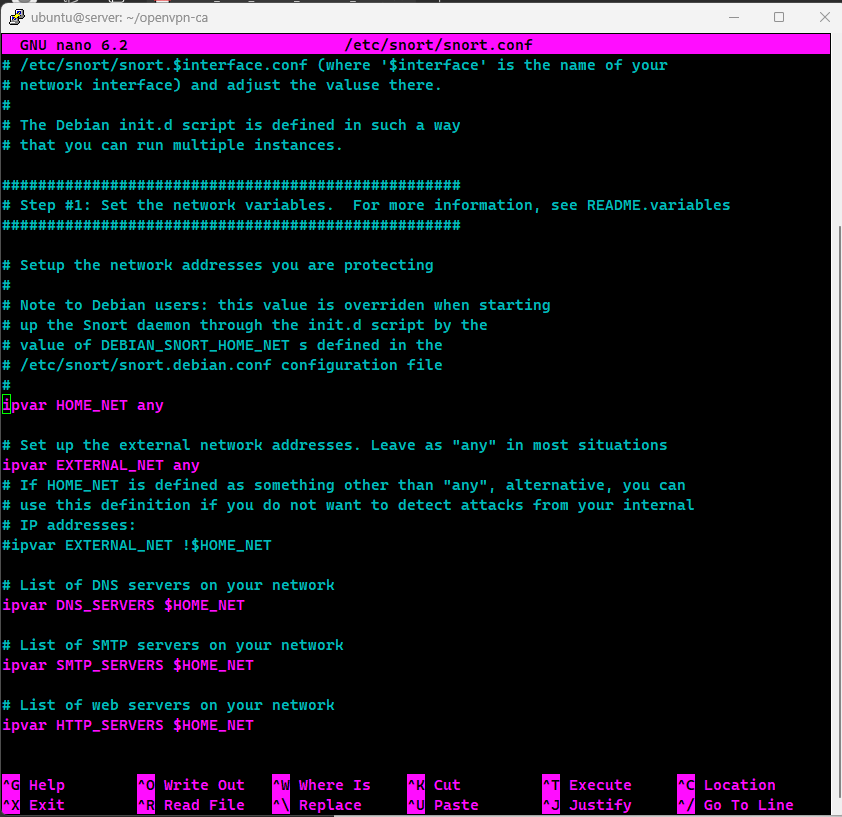 ubuntu@server: ~/openvpn-ca
GNU nano 6.2 /etc/snort/snort.conf
# /etc/snort/snort.$interface.conf (where '$interface' is the name of your
# network interface) and adjust the valuse there.
#
# The Debian init.d script is defined in such a way
# that you can run multiple instances.
###################################################
# Step #1: Set the network variables.  For more information, see README.variables
###################################################
# Setup the network addresses you are protecting
#
# Note to Debian users: this value is overriden when starting
# up the Snort daemon through the init.d script by the
# value of DEBIAN_SNORT_HOME_NET s defined in the
# /etc/snort/snort.debian.conf configuration file
#
ipvar HOME_NET any
# Set up the external network addresses. Leave as "any" in most situations
ipvar EXTERNAL_NET any
# If HOME_NET is defined as something other than "any", alternative, you can
# use this definition if you do not want to detect attacks from your internal
# IP addresses:
#ipvar EXTERNAL_NET !$HOME_NET
# List of DNS servers on your network
ipvar DNS_SERVERS $HOME_NET
# List of SMTP servers on your network
ipvar SMTP_SERVERS $HOME_NET
# List of web servers on your network
ipvar HTTP_SERVERS $HOME_NET
^G Help ^O Write Out ^W Where Is ^K Cut ^T Execute ^C Location
^X Exit ^R Read File ^\ Replace ^U Paste ^J Justify ^/ Go To Line